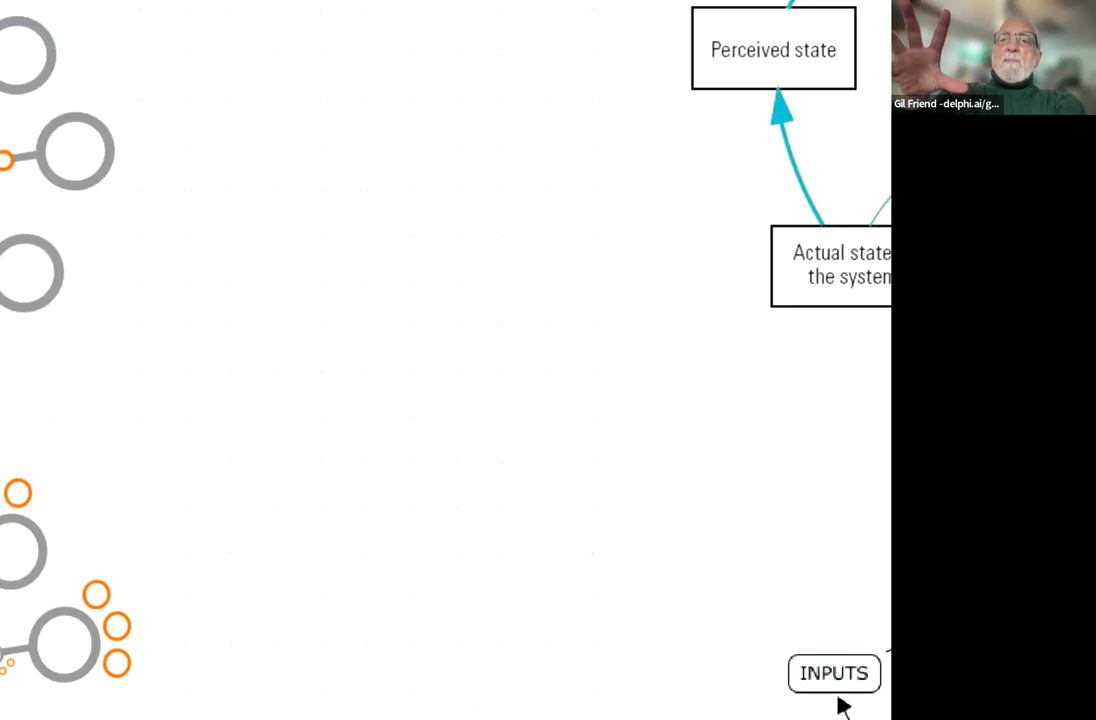 Perceived state
Gil Friend -delphi.ai/g...
Actual state
the system
INPUTS